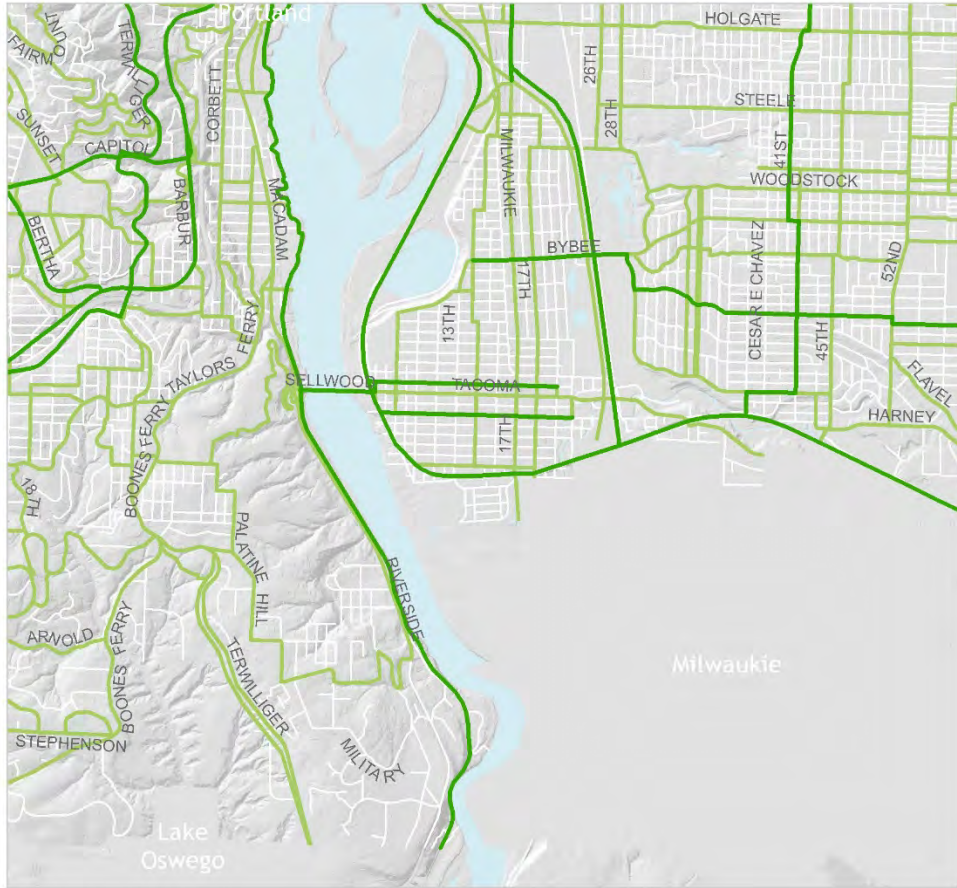 Portland
HOLGATE
FAIRM
OUNT
TERWILLIGER
CORBETT
26TH
28TH
STEELE
SUNSET
CAPITOL
41ST
MILWAUKIE
WOODSTOCK
BARBUR
MACADAM
BERTHA
BYBEE
17TH
52ND
CESAR E CHAVEZ
13TH
45TH
TAYLORS FERRY
SELLWOOD
TACOMA
FLAVEL
HARNEY
17TH
BOONES FERRY
18TH
PALATINE HILL
RIVERSIDE
ARNOLD
BOONES FERRY
TERWILLIGER
Milwaukie
STEPHENSON
MILITARY
Lake
Oswego